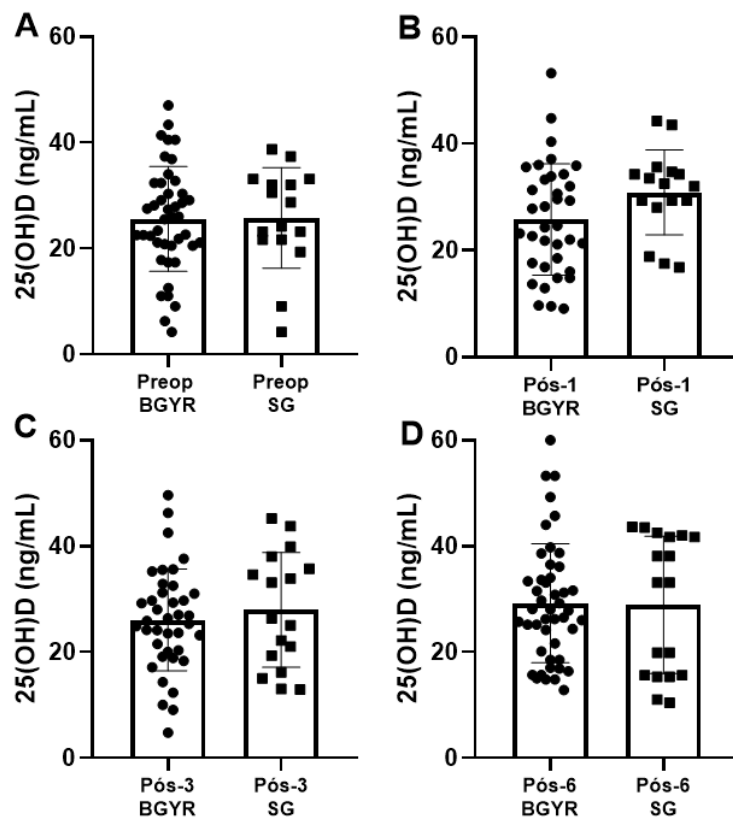 A
25(OH)D (ng/mL)
60
40
20
0
Preop
BGYR
Preop
SG
B
25(OH)D (ng/mL)
60
40
20
0
Pós-1
BGYR
Pós-1
SG
C
25(OH)D (ng/mL)
60
40
20
0
Pós-3
BGYR
Pós-3
SG
D
25(OH)D (ng/mL)
60
40
20
0
Pós-6
BGYR
Pós-6
SG